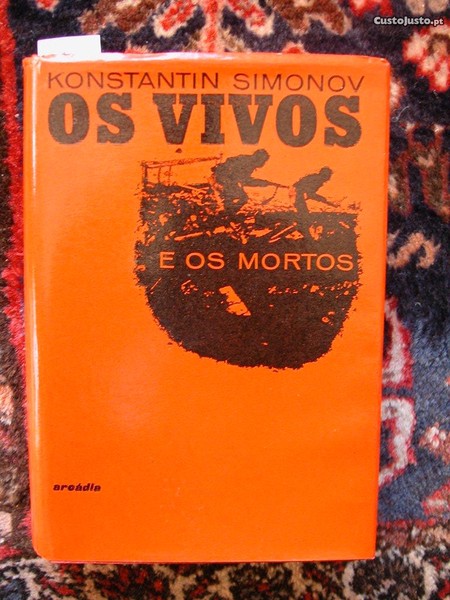 CustoJusto.pt
KONSTANTIN SIMONOV
OS VIVOS
E OS MORTOS
arcádia